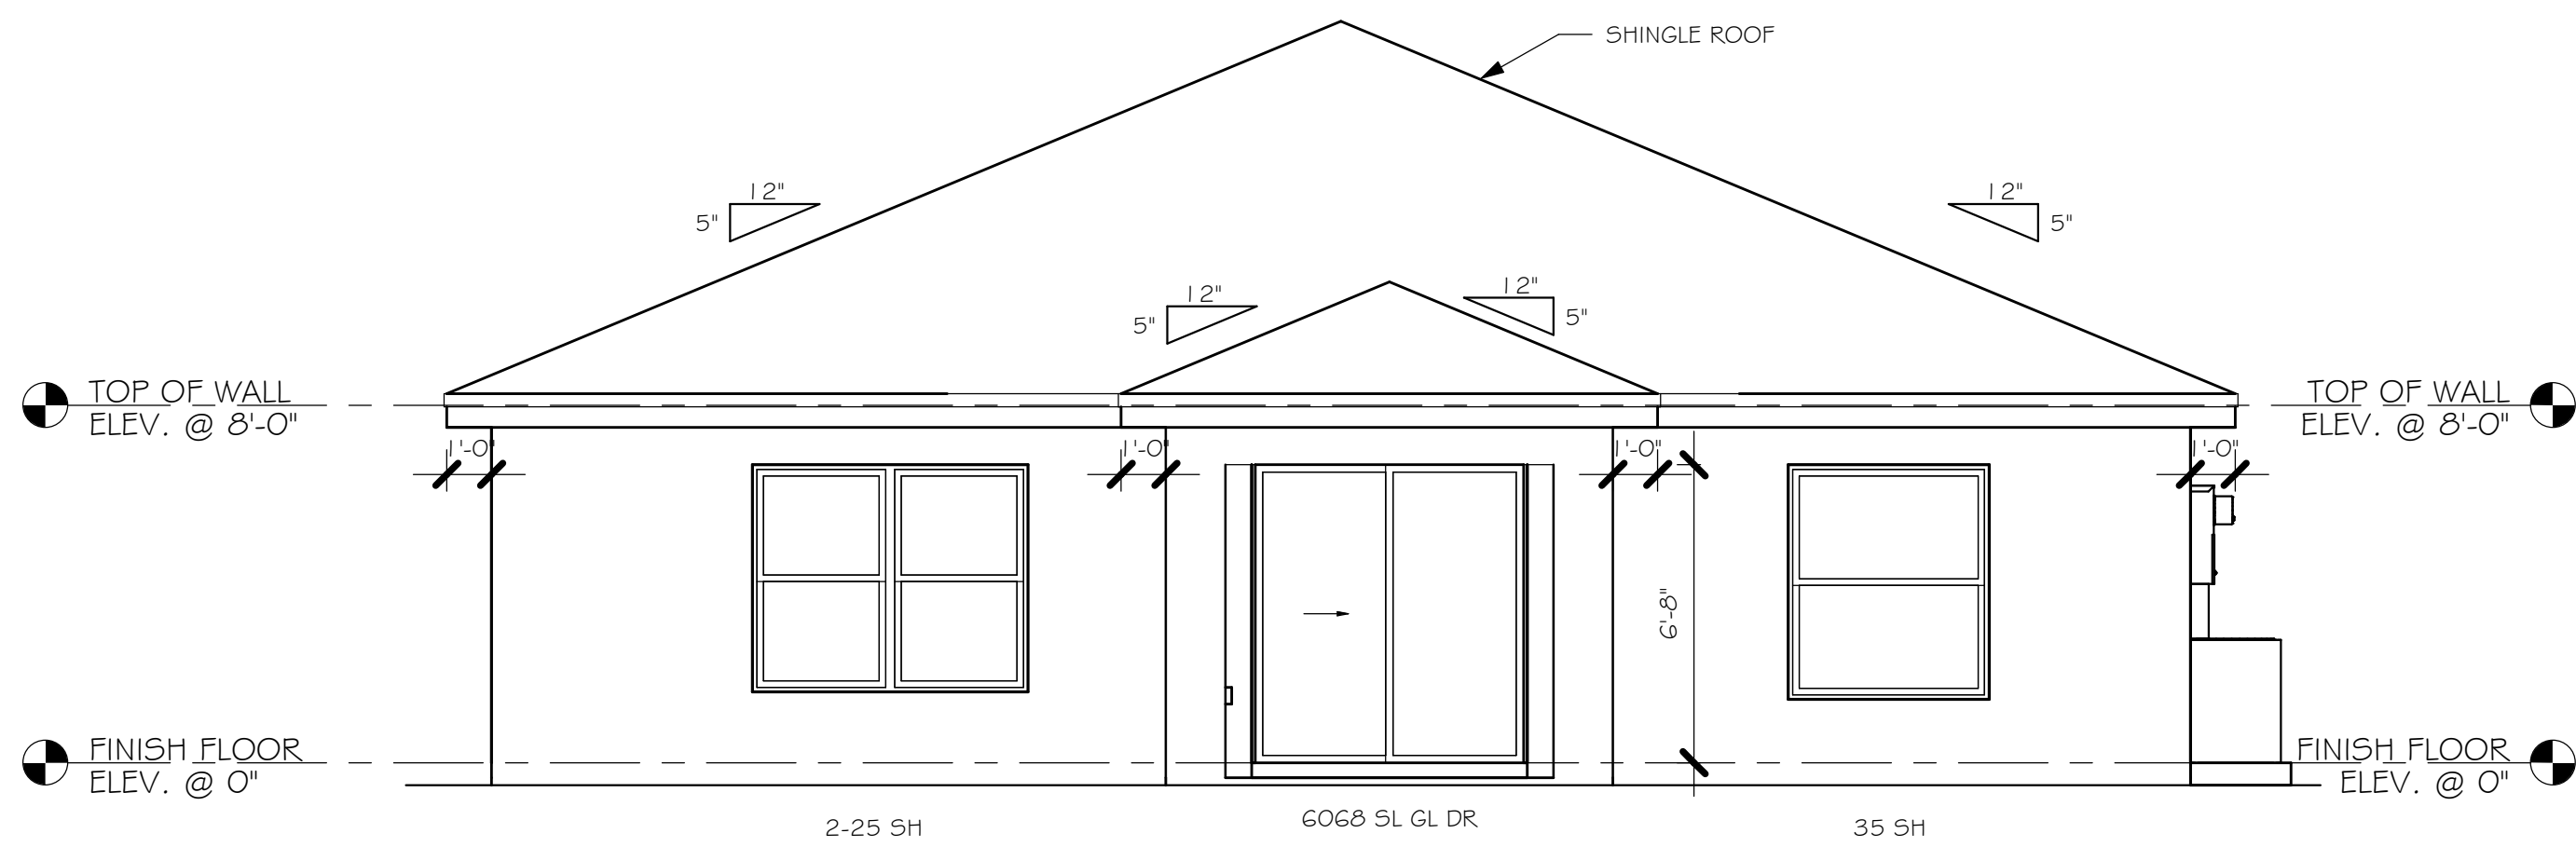 SHINGLE ROOF
12"
5"
12"
5"
12"
5"
12"
5"
TOP OF WALL
ELEV. @ 8'-0"
TOP OF WALL
ELEV. @ 8'-0"
1'-0"
1'-0"
1'-0"
1'-0"
6'-8"
FINISH FLOOR
ELEV. @ 0"
FINISH FLOOR
ELEV. @ 0"
2-25 SH
6068 SL GL DR
35 SH